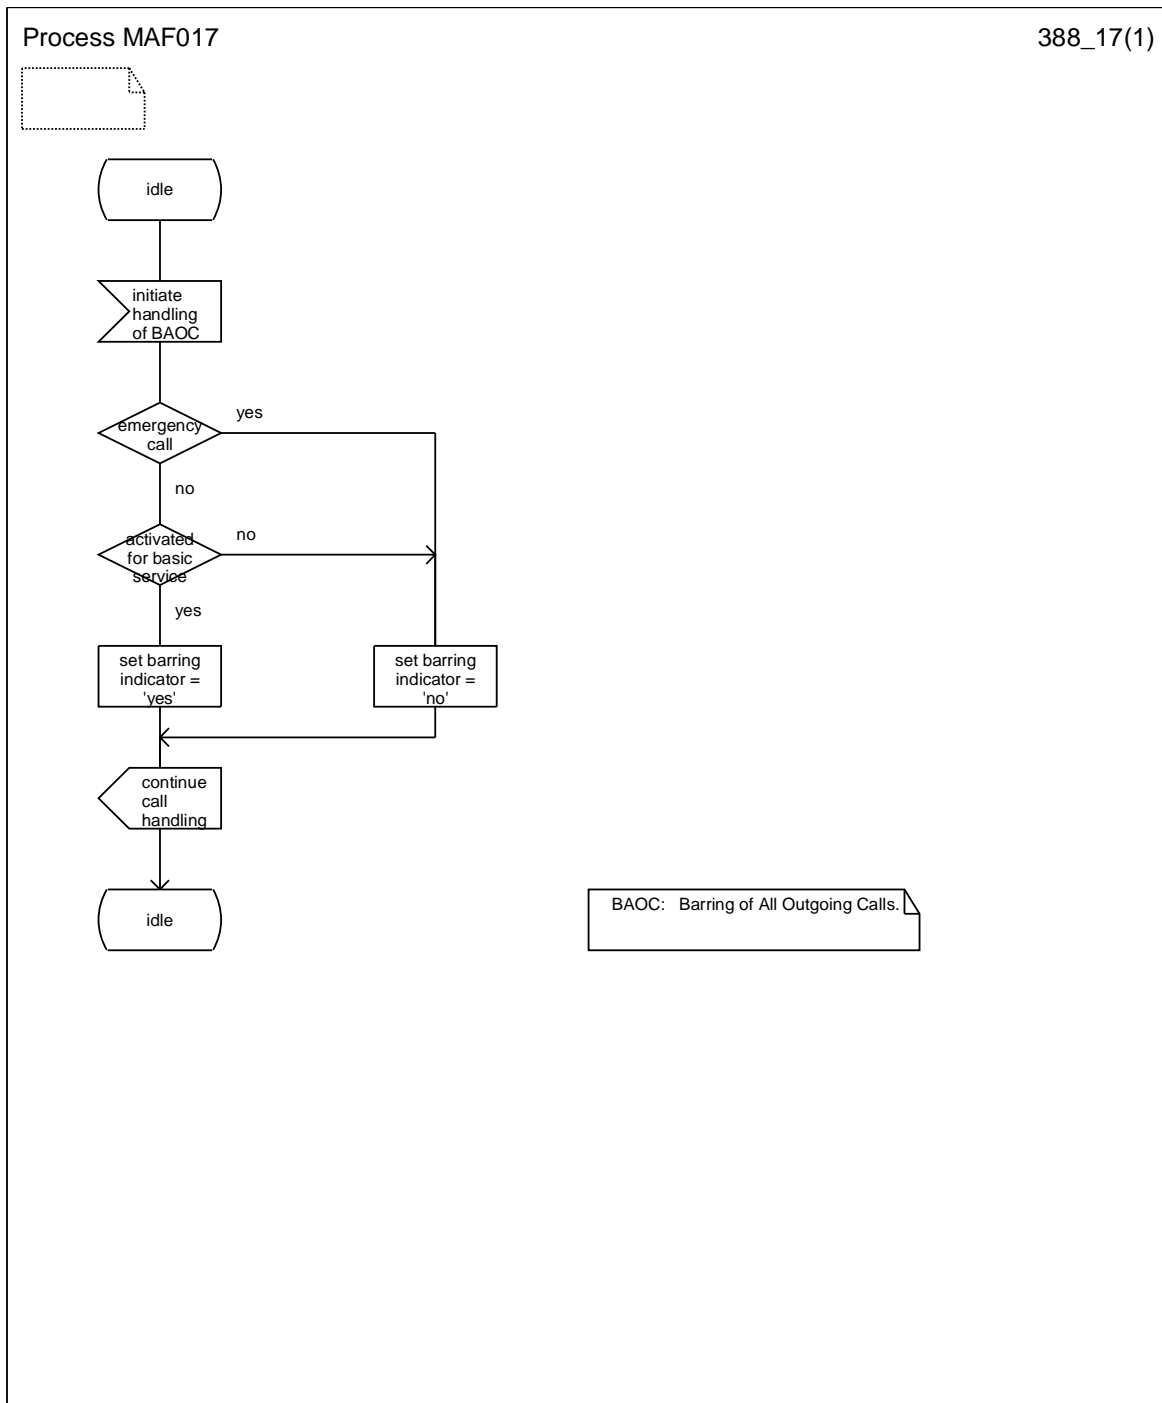 Process MAF017
388_17(1)
idle
initiate
handling
of BAOC
emergency
call
yes
no
activated
for basic
service
no
yes
set barring
indicator =
'yes'
set barring
indicator =
'no'
continue
call
handling
idle
BAOC: Barring of All Outgoing Calls.